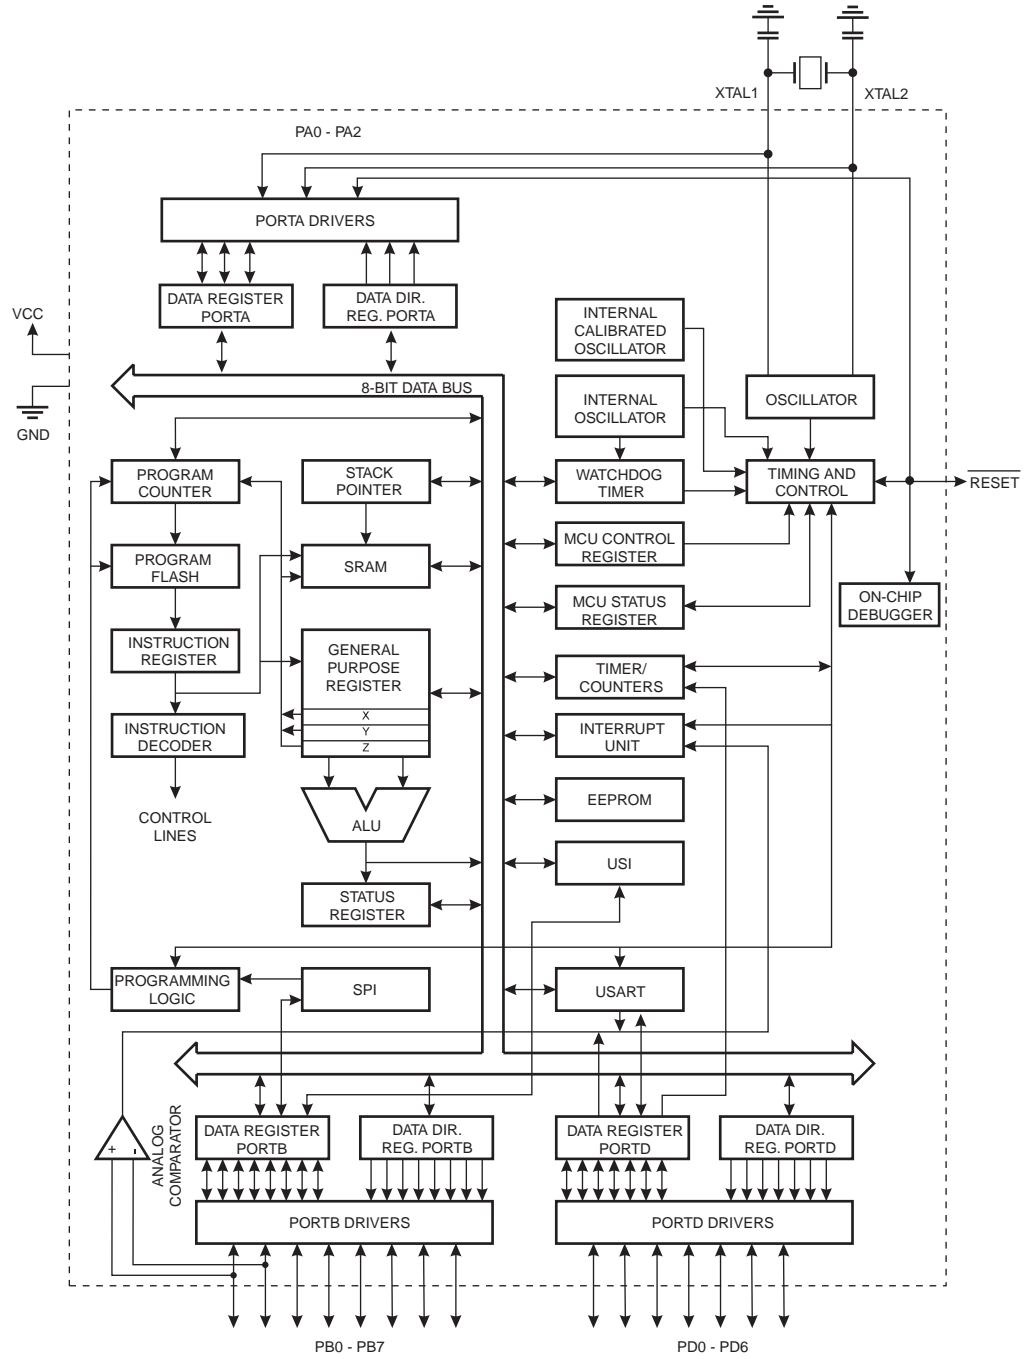 XTAL1
XTAL2
PA0 - PA2
PORTA DRIVERS
DATA REGISTER
PORTA
DATA DIR.
REG. PORTA
VCC
GND
8-BIT DATA BUS
INTERNAL
CALIBRATED
OSCILLATOR
INTERNAL
OSCILLATOR
OSCILLATOR
PROGRAM
COUNTER
STACK
POINTER
WATCHDOG
TIMER
TIMING AND
CONTROL
RESET
PROGRAM
FLASH
SRAM
MCU CONTROL
REGISTER
MCU STATUS
REGISTER
ON-CHIP
DEBUGGER
INSTRUCTION
REGISTER
GENERAL
PURPOSE
REGISTER
X
Y
Z
TIMER/
COUNTERS
INSTRUCTION
DECODER
INTERRUPT
UNIT
CONTROL
LINES
ALU
EEPROM
USI
STATUS
REGISTER
PROGRAMMING
LOGIC
SPI
USART
+
-
ANALOG
COMPARATOR
DATA REGISTER
PORTB
DATA DIR.
REG. PORTB
DATA REGISTER
PORTD
DATA DIR.
REG. PORTD
PORTB DRIVERS
PORTD DRIVERS
PB0 - PB7
PD0 - PD6